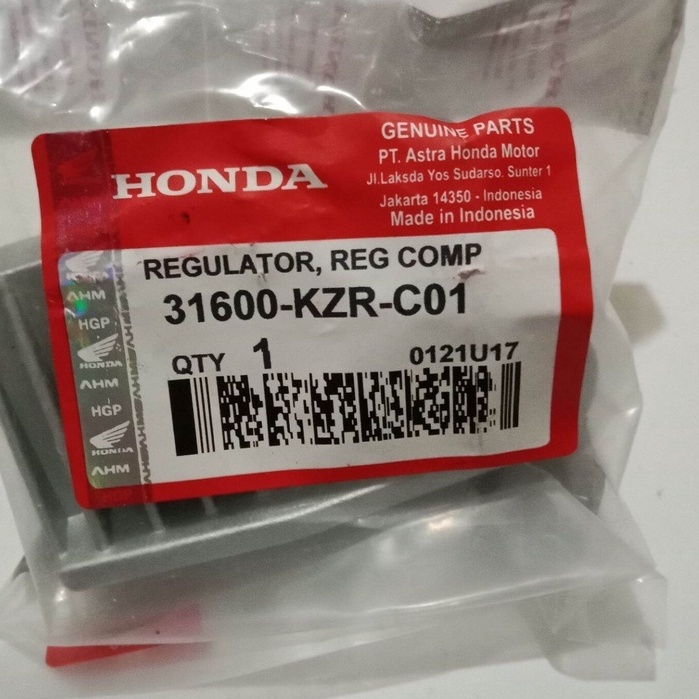 HONDA
GENUINE PARTS
PT. Astra Honda Motor
Jl.Laksda Yos Sudarso. Sunter 1
Jakarta 14350 - Indonesia
Made in Indonesia
REGULATOR, REG COMP
31600-KZR-C01
QTY 1 0121U17
AHM
HGP
HONDA
AHM
HGP
HONDA
AHM
HGP